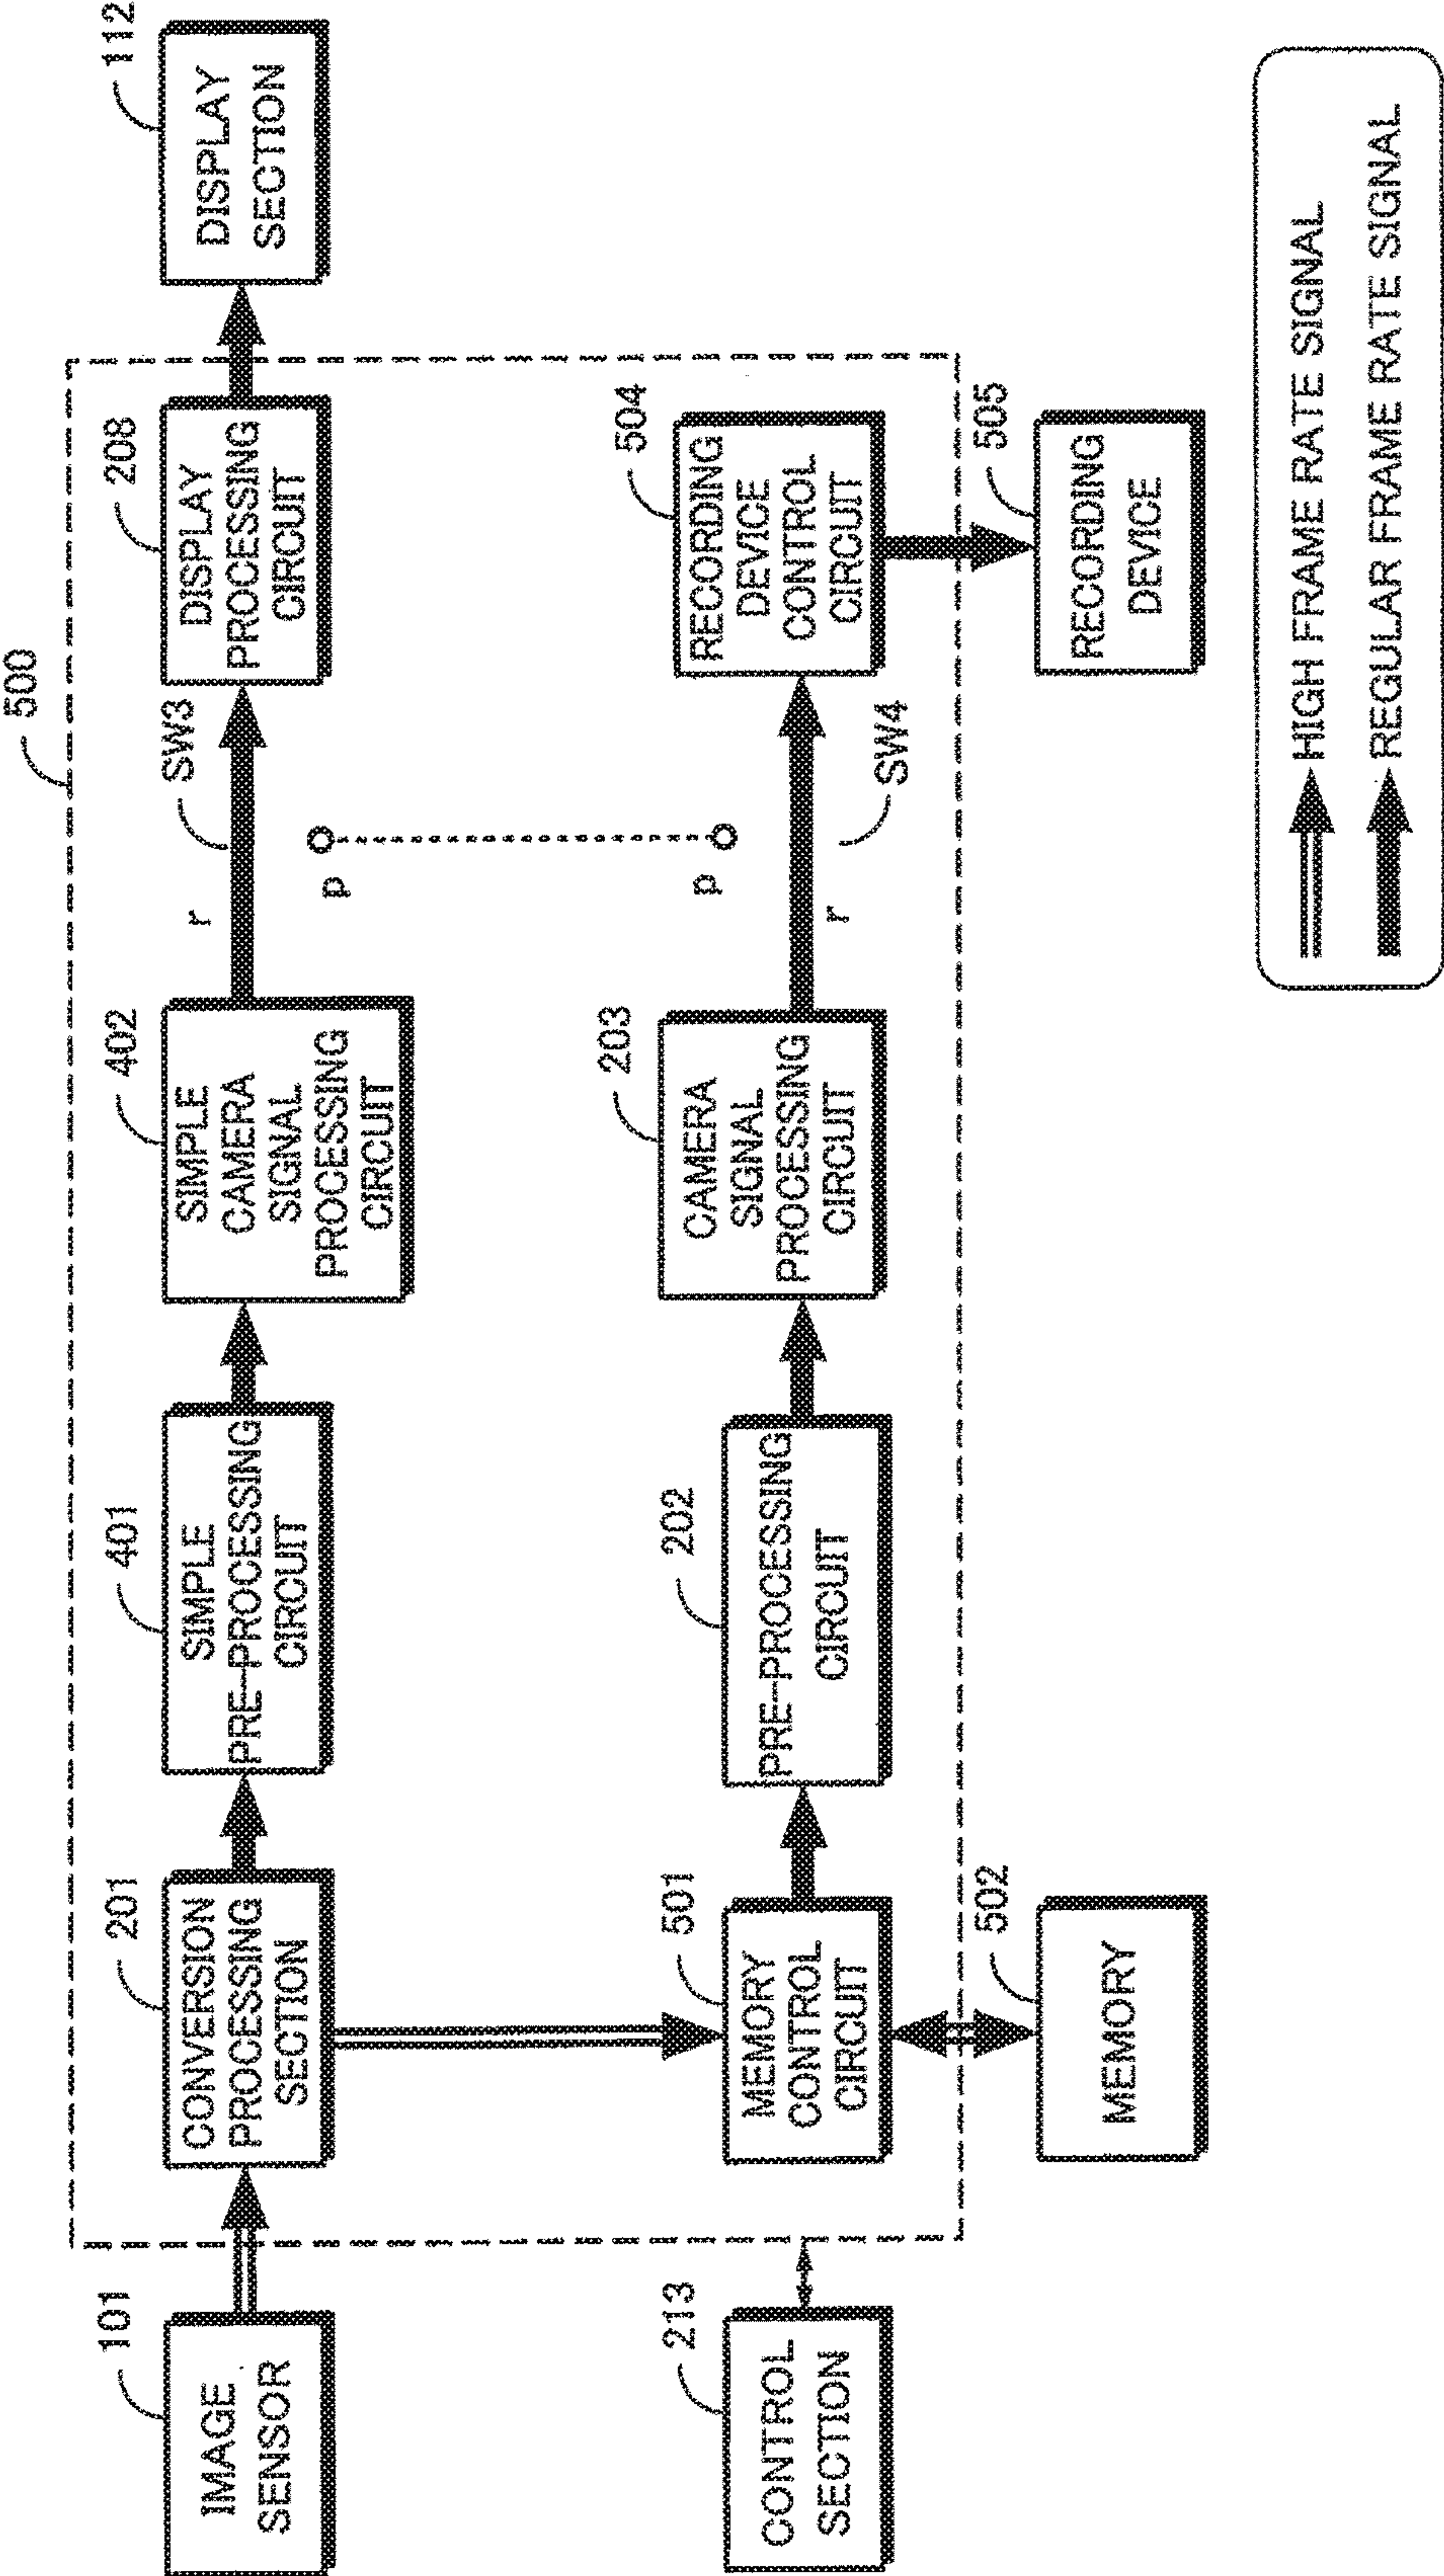 500
101
IMAGE
SENSOR
201
CONVERSION
PROCESSING
SECTION
401
SIMPLE
PRE-PROCESSING
CIRCUIT
402
SIMPLE
CAMERA
SIGNAL
PROCESSING
CIRCUIT
r
SW3
p
208
DISPLAY
PROCESSING
CIRCUIT
112
DISPLAY
SECTION
213
CONTROL
SECTION
501
MEMORY
CONTROL
CIRCUIT
202
PRE-PROCESSING
CIRCUIT
203
CAMERA
SIGNAL
PROCESSING
CIRCUIT
p
r
SW4
504
RECORDING
DEVICE
CONTROL
CIRCUIT
502
MEMORY
505
RECORDING
DEVICE
HIGH FRAME RATE SIGNAL
REGULAR FRAME RATE SIGNAL